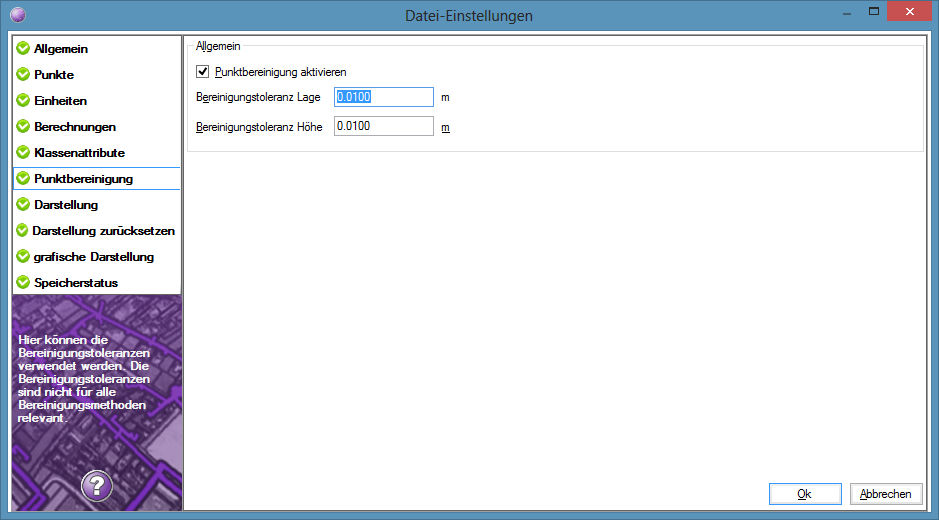 Datei-Einstellungen
Allgemein
Punkte
Einheiten
Berechnungen
Klassenattribute
Punktbereinigung
Darstellung
Darstellung zurücksetzen
grafische Darstellung
Speicherstatus
Hier können die
Bereinigungstoleranzen
verwendet werden. Die
Bereinigungstoleranzen
sind nicht für alle
Bereinigungsmethoden
relevant.
?
Allgemein
Punktbereinigung aktivieren
Bereinigungstoleranz Lage 0.0100 m
Bereinigungstoleranz Höhe 0.0100 m
Ok Abbrechen